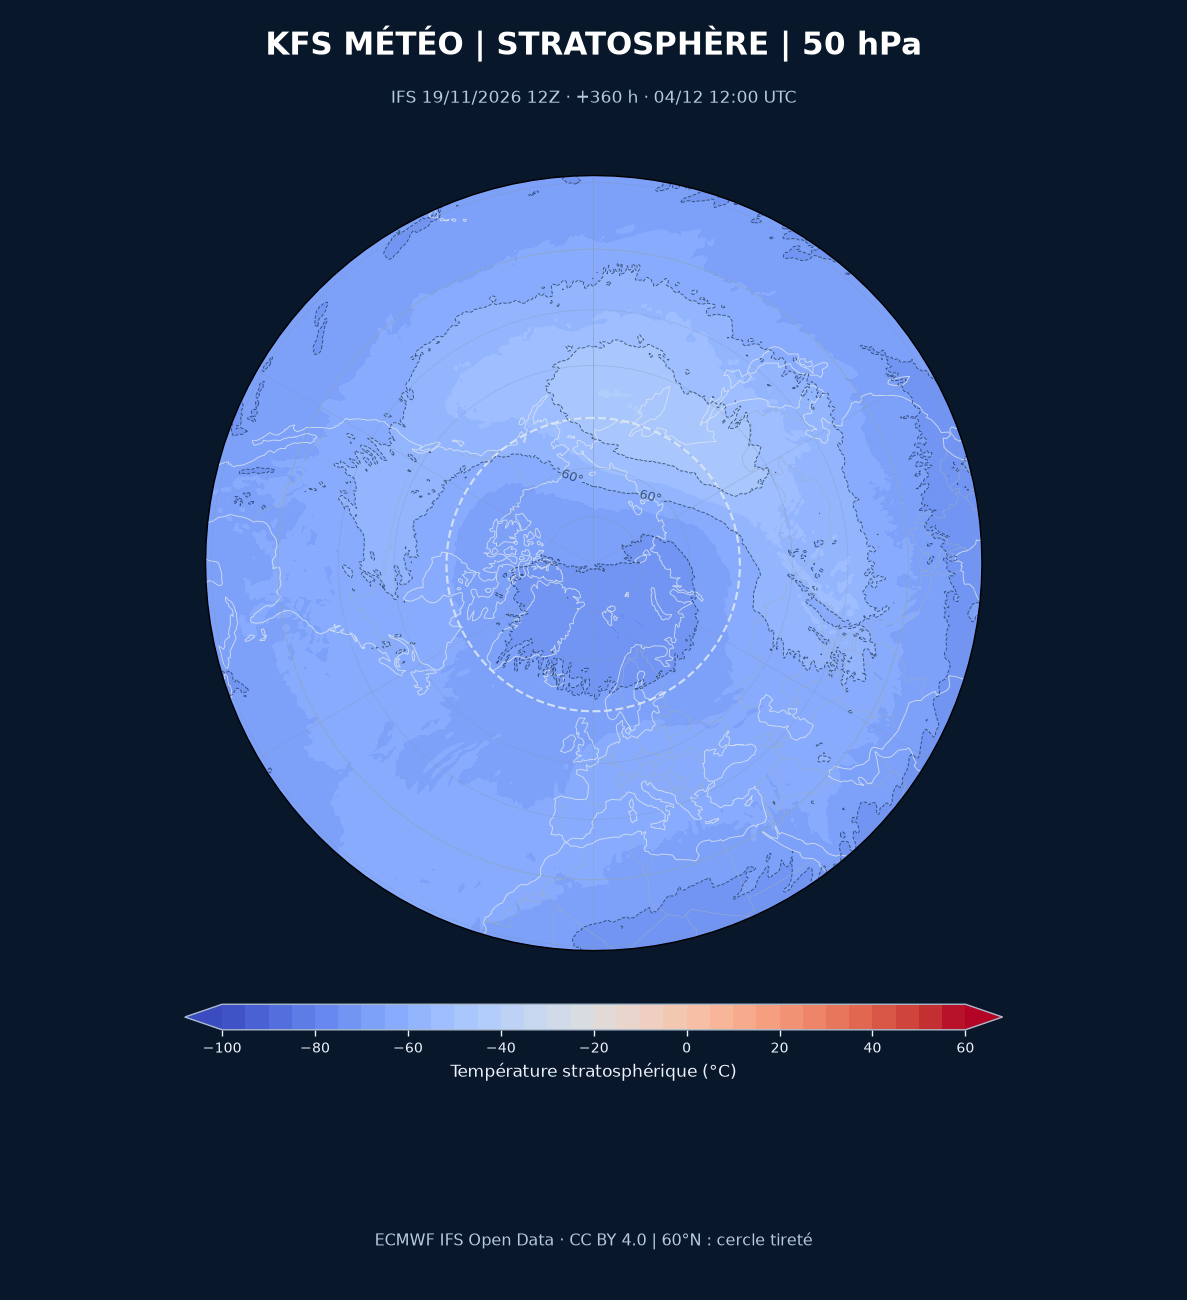 KFS MÉTÉO | STRATOSPHÈRE | 50 hPa
IFS 19/11/2026 12Z · +360 h · 04/12 12:00 UTC
60°
60°
−100 −80 −60 −40 −20 0 20 40 60
Température stratosphérique (°C)
ECMWF IFS Open Data · CC BY 4.0 | 60°N : cercle tireté